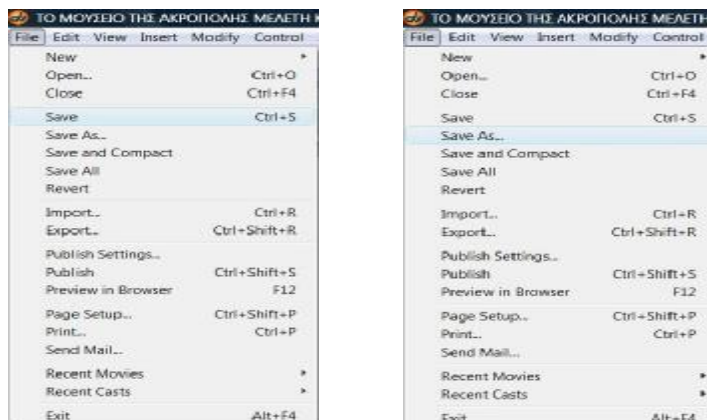 ΤΟ ΜΟΥΣΕΙΟ ΤΗΣ ΑΚΡΟΠΟΛΗΣ ΜΕΛΕΤΗ
File Edit View Insert Modify Control
New
Open... Ctrl+O
Close Ctrl+F4
Save Ctrl+S
Save As...
Save and Compact
Save All
Revert
Import... Ctrl+R
Export... Ctrl+Shift+R
Publish Settings...
Publish Ctrl+Shift+S
Preview in Browser F12
Page Setup... Ctrl+Shift+P
Print... Ctrl+P
Send Mail...
Recent Movies
Recent Casts
Exit Alt+F4
ΤΟ ΜΟΥΣΕΙΟ ΤΗΣ ΑΚΡΟΠΟΛΗΣ ΜΕΛΕΤΗ
File Edit View Insert Modify Control
New
Open... Ctrl+O
Close Ctrl+F4
Save Ctrl+S
Save As...
Save and Compact
Save All
Revert
Import... Ctrl+R
Export... Ctrl+Shift+R
Publish Settings...
Publish Ctrl+Shift+S
Preview in Browser F12
Page Setup... Ctrl+Shift+P
Print... Ctrl+P
Send Mail...
Recent Movies
Recent Casts
Exit Alt+F4